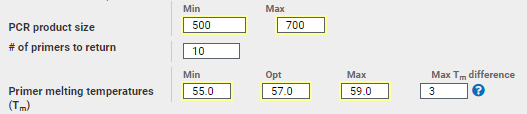 Min Max
PCR product size 500 700
# of primers to return 10
Min Opt Max Max Tm difference
Primer melting temperatures 55.0 57.0 59.0 3 ?
(Tm)